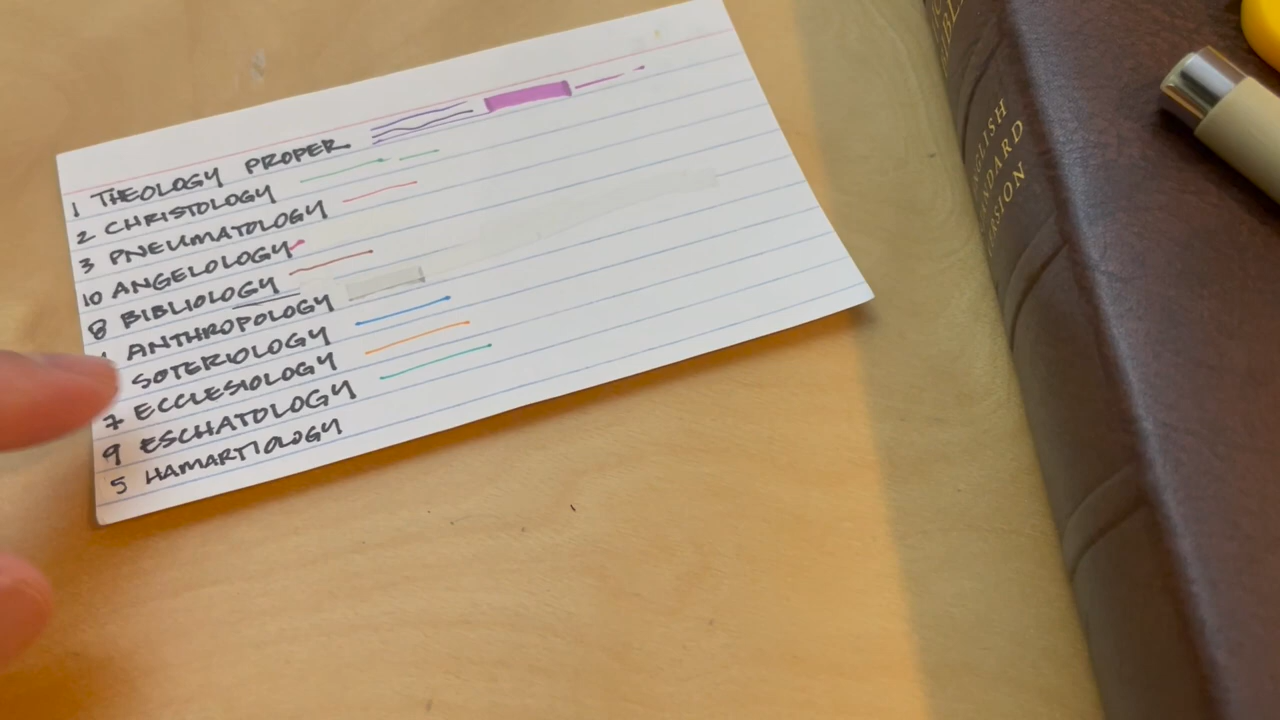 1 THEOLOGY PROPER
2 CHRISTOLOGY
3 PNEUMATOLOGY
10 ANGELOLOGY
8 BIBLIOLOGY
ANTHROPOLOGY
SOTERIOLOGY
7 ECCLESIOLOGY
9 ESCHATOLOGY
5 HAMARTIOLOGY
ENGLISH
STANDARD
VERSION